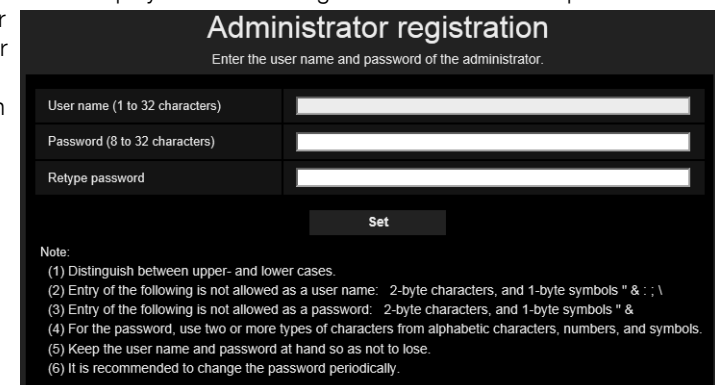 Administrator registration
Enter the user name and password of the administrator.
User name (1 to 32 characters)
Password (8 to 32 characters)
Retype password
Set
Note:
(1) Distinguish between upper- and lower cases.
(2) Entry of the following is not allowed as a user name: 2-byte characters, and 1-byte symbols " & : ; \
(3) Entry of the following is not allowed as a password: 2-byte characters, and 1-byte symbols " &
(4) For the password, use two or more types of characters from alphabetic characters, numbers, and symbols.
(5) Keep the user name and password at hand so as not to lose.
(6) It is recommended to change the password periodically.